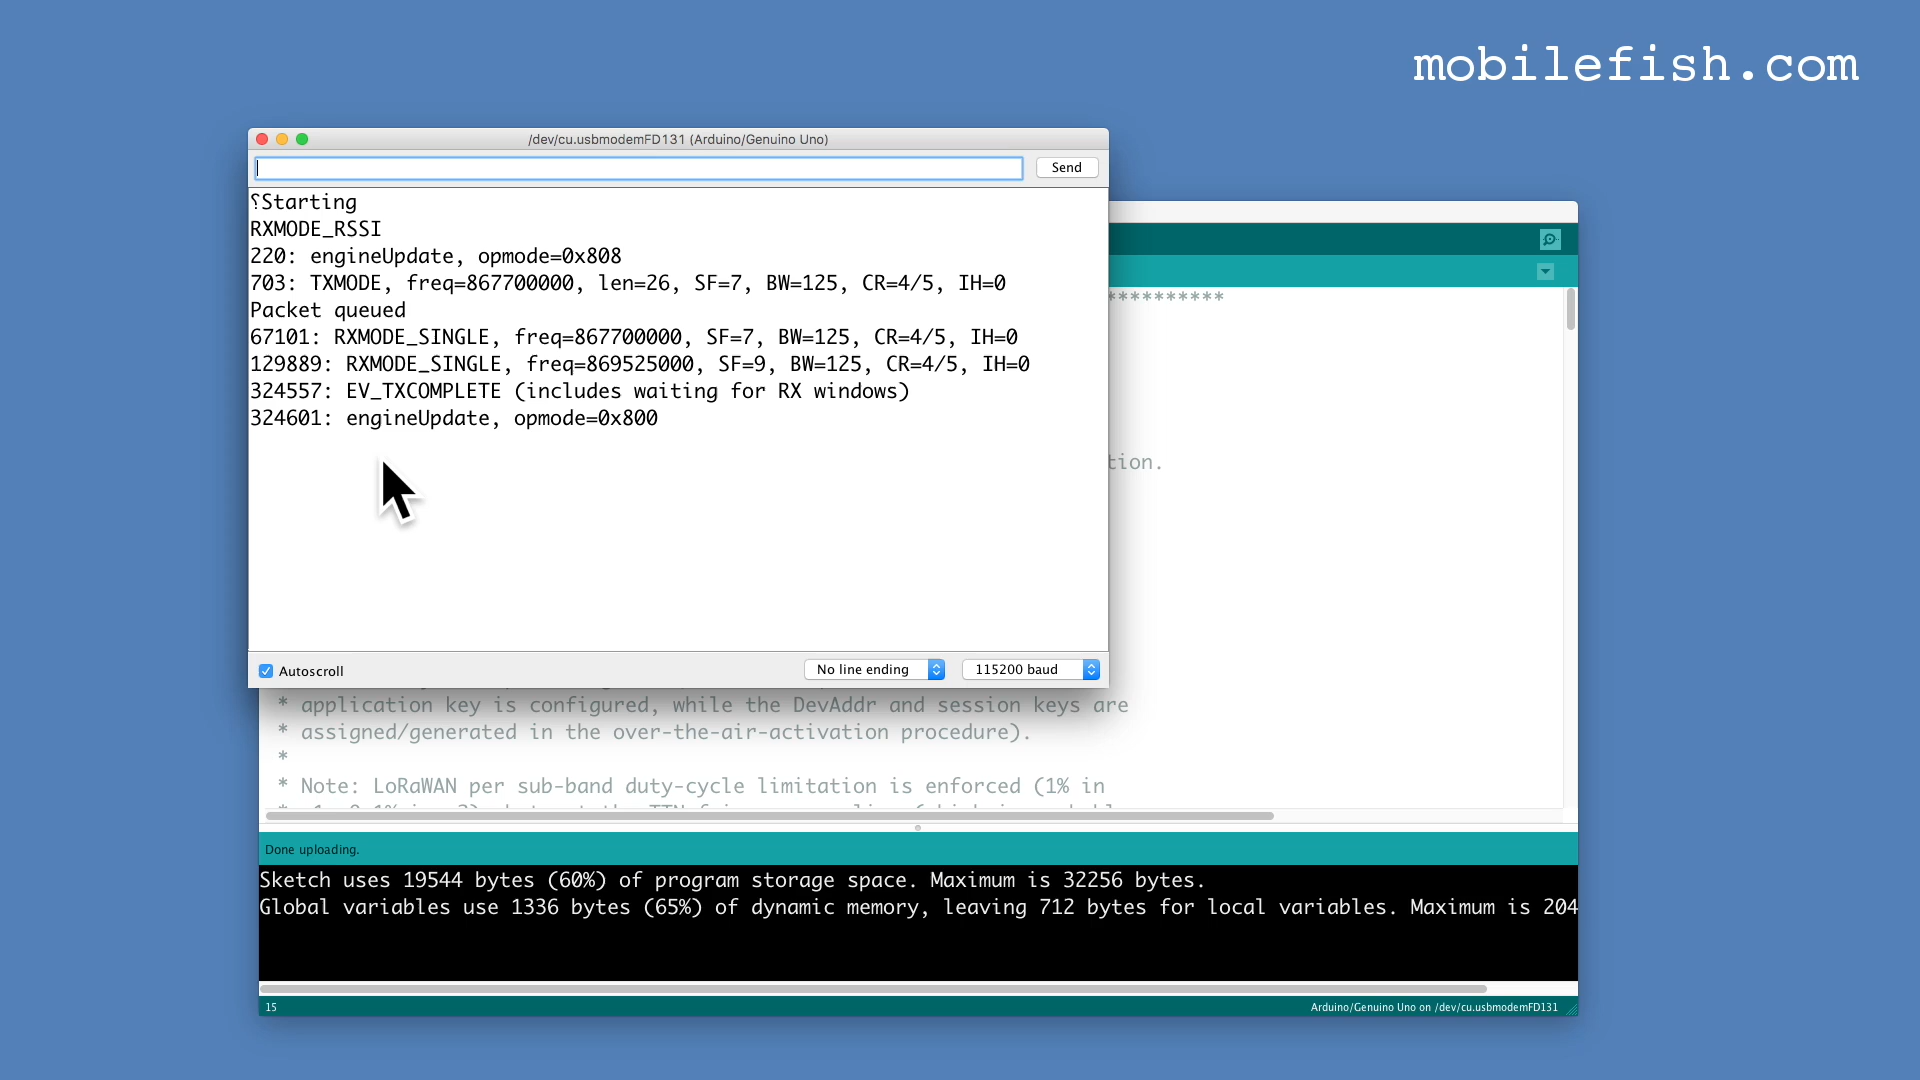 mobilefish.com
/dev/cu.usbmodemFD131 (Arduino/Genuino Uno)
Send
⸮Starting
RXMODE_RSSI
220: engineUpdate, opmode=0x808
703: TXMODE, freq=867700000, len=26, SF=7, BW=125, CR=4/5, IH=0
Packet queued
67101: RXMODE_SINGLE, freq=867700000, SF=7, BW=125, CR=4/5, IH=0
129889: RXMODE_SINGLE, freq=869525000, SF=9, BW=125, CR=4/5, IH=0
324557: EV_TXCOMPLETE (includes waiting for RX windows)
324601: engineUpdate, opmode=0x800
**********
tion.
Autoscroll
No line ending
115200 baud
* application key is configured, while the DevAddr and session keys are
* assigned/generated in the over-the-air-activation procedure).
*
* Note: LoRaWAN per sub-band duty-cycle limitation is enforced (1% in
Done uploading.
Sketch uses 19544 bytes (60%) of program storage space. Maximum is 32256 bytes.
Global variables use 1336 bytes (65%) of dynamic memory, leaving 712 bytes for local variables. Maximum is 204
15
Arduino/Genuino Uno on /dev/cu.usbmodemFD131